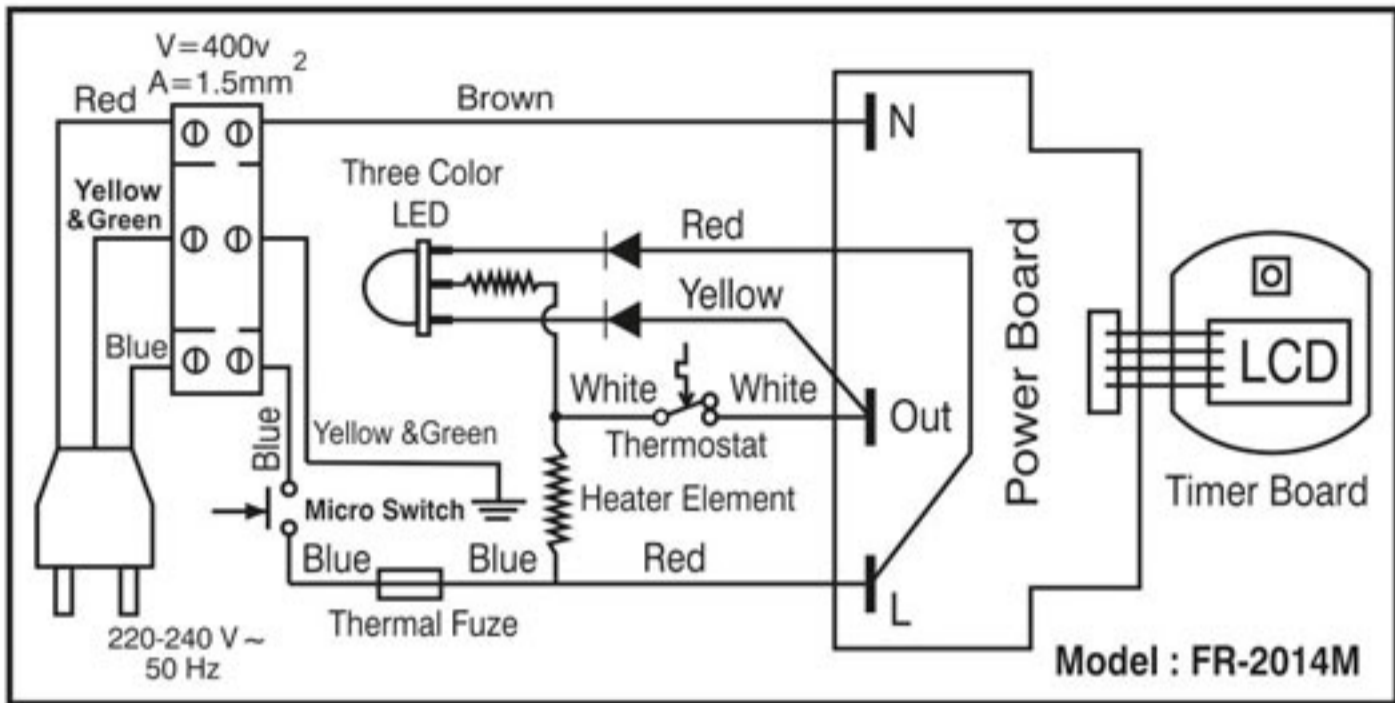 V=400v
A=1.5mm²
Red
Brown
N
Three Color
LED
Yellow
&Green
Red
Yellow
Power Board
LCD
Blue
White
White
Out
Thermostat
Timer Board
Blue
Yellow &Green
Heater Element
Micro Switch
Blue
Blue
Red
L
Thermal Fuze
220-240 V ~
50 Hz
Model : FR-2014M